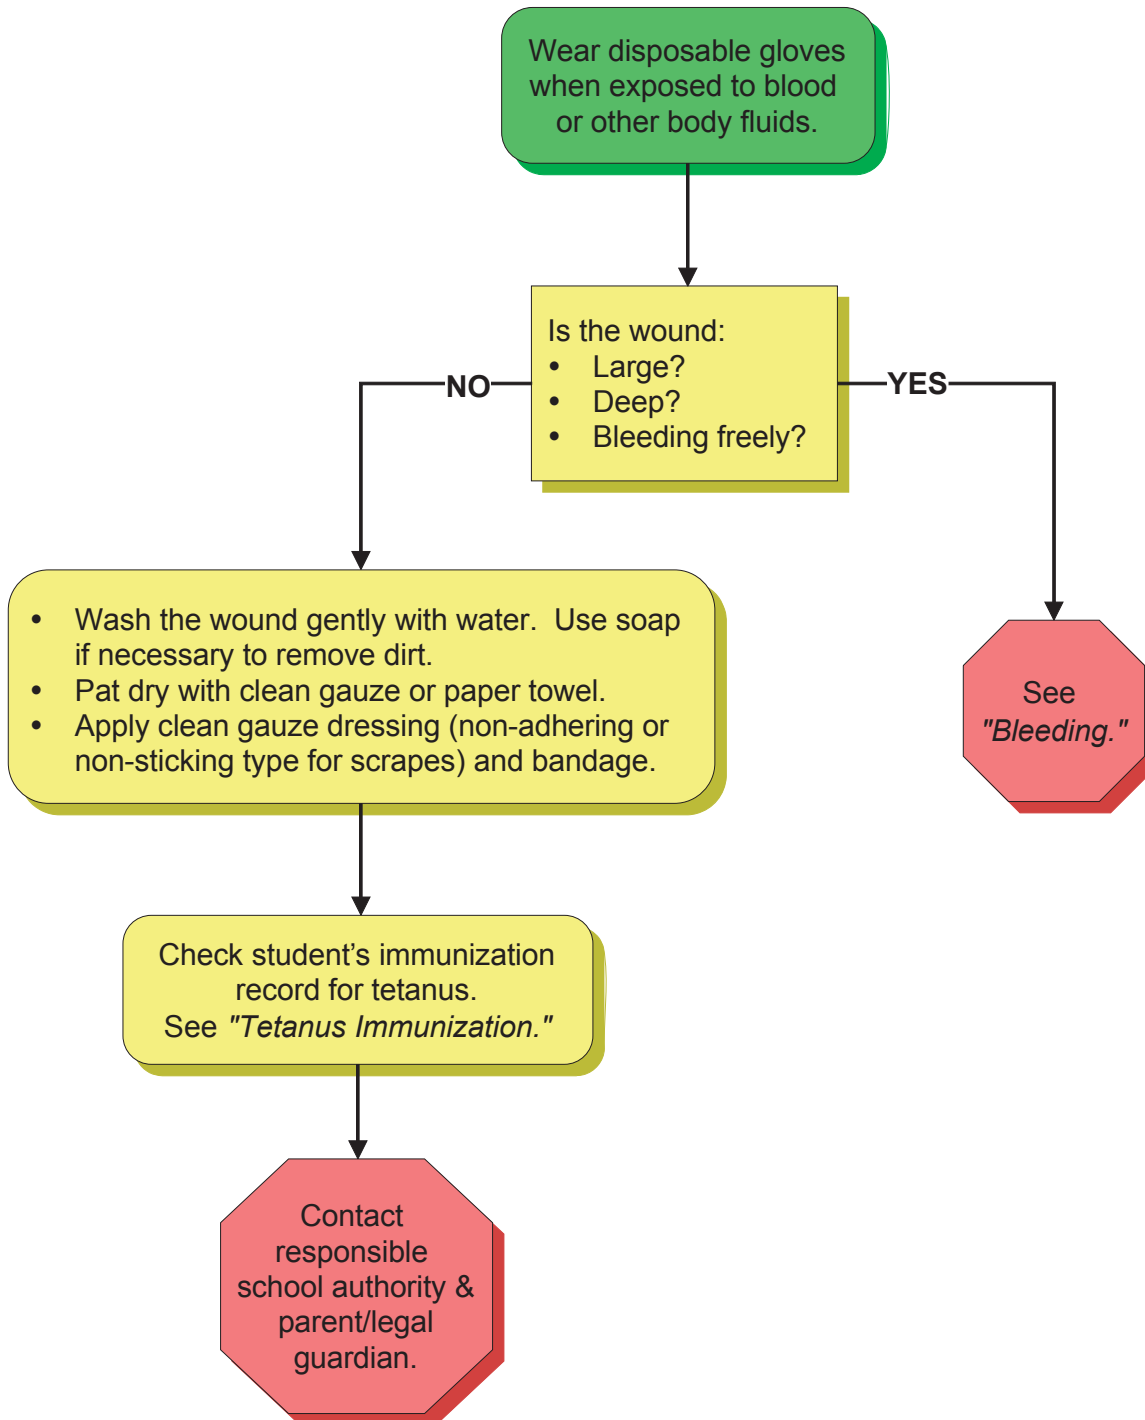 Wear disposable gloves
when exposed to blood
or other body fluids.
Is the wound:
• Large?
• Deep?
• Bleeding freely?
NO
YES
• Wash the wound gently with water.  Use soap
if necessary to remove dirt.
• Pat dry with clean gauze or paper towel.
• Apply clean gauze dressing (non-adhering or
non-sticking type for scrapes) and bandage.
See
"Bleeding."
Check student’s immunization
record for tetanus.
See "Tetanus Immunization."
Contact
responsible
school authority &
parent/legal
guardian.